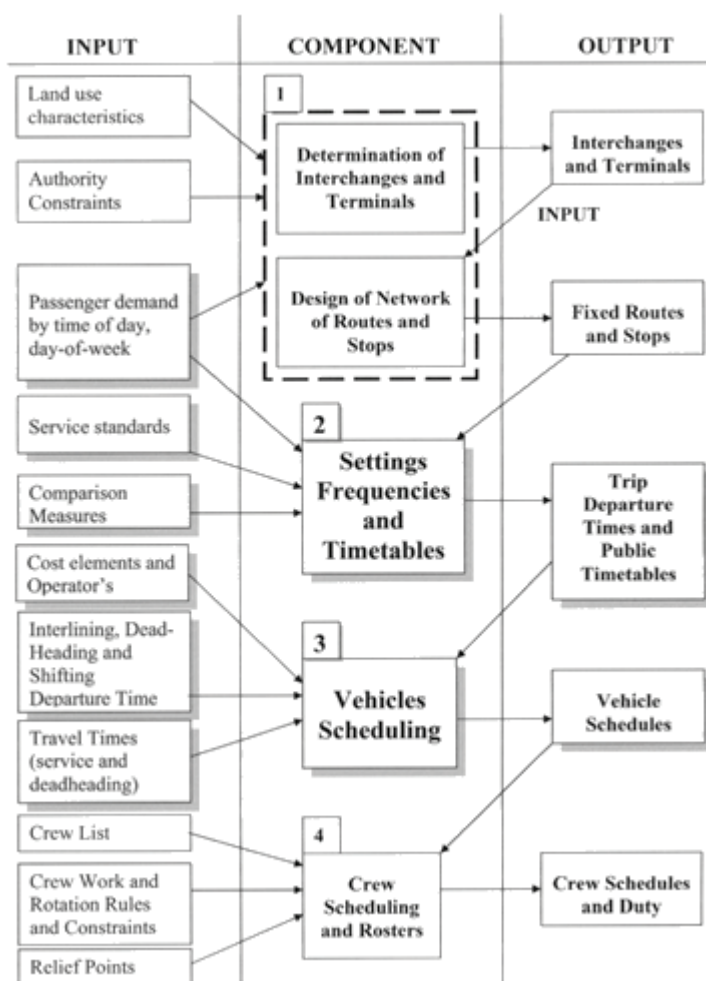 INPUT
COMPONENT
OUTPUT
Land use
characteristics
Authority
Constraints
Passenger demand
by time of day,
day-of-week
Service standards
Comparison
Measures
Cost elements and
Operator's
Interlining, Dead-
Heading and
Shifting
Departure Time
Travel Times
(service and
deadheading)
Crew List
Crew Work and
Rotation Rules
and Constraints
Relief Points
1
Determination of
Interchanges and
Terminals
Design of Network
of Routes and
Stops
2
Settings
Frequencies
and
Timetables
3
Vehicles
Scheduling
4
Crew
Scheduling
and Rosters
Interchanges
and Terminals
INPUT
Fixed Routes
and Stops
Trip
Departure
Times and
Public
Timetables
Vehicle
Schedules
Crew Schedules
and Duty